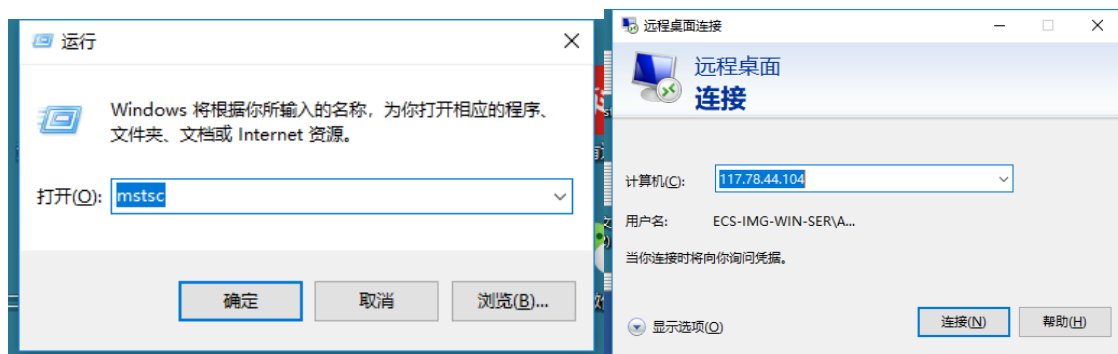 运行
Windows 将根据你所输入的名称，为你打开相应的程序、
文件夹、文档或 Internet 资源。
打开(O): mstsc
确定 取消 浏览(B)...
远程桌面连接
远程桌面
连接
计算机(C): 117.78.44.104
用户名: ECS-IMG-WIN-SER\A...
当你连接时将向你询问凭据。
显示选项(O) 连接(N) 帮助(H)